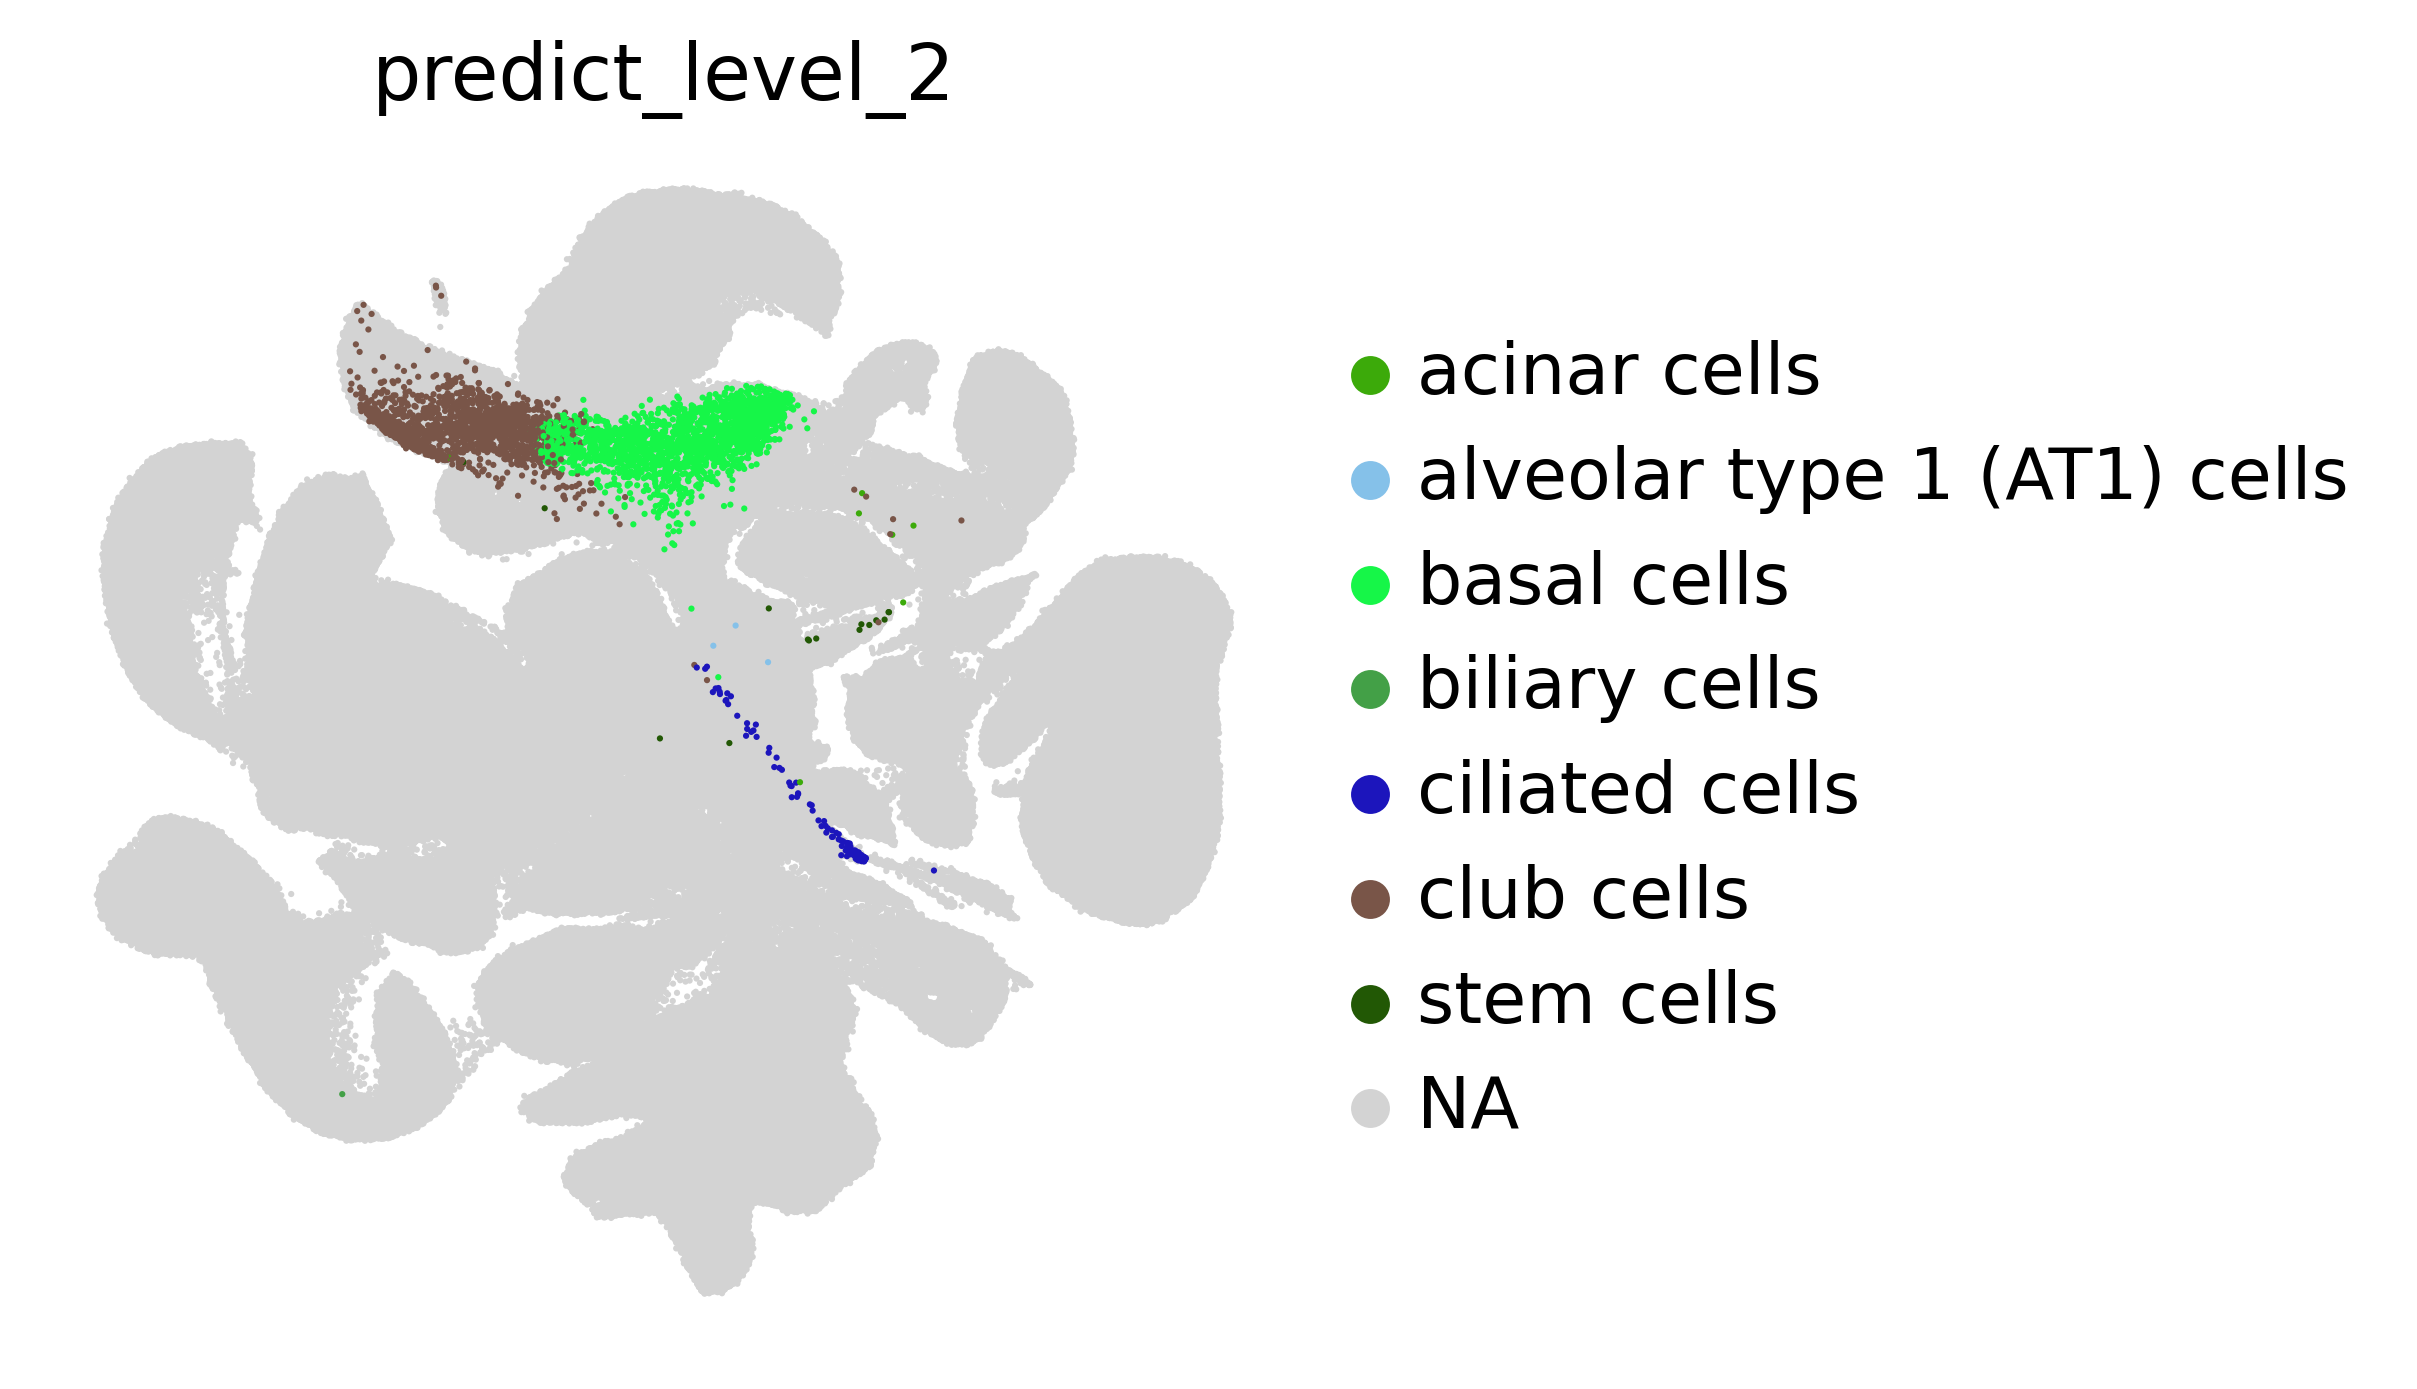 predict_level_2
acinar cells
alveolar type 1 (AT1) cells
basal cells
biliary cells
ciliated cells
club cells
stem cells
NA